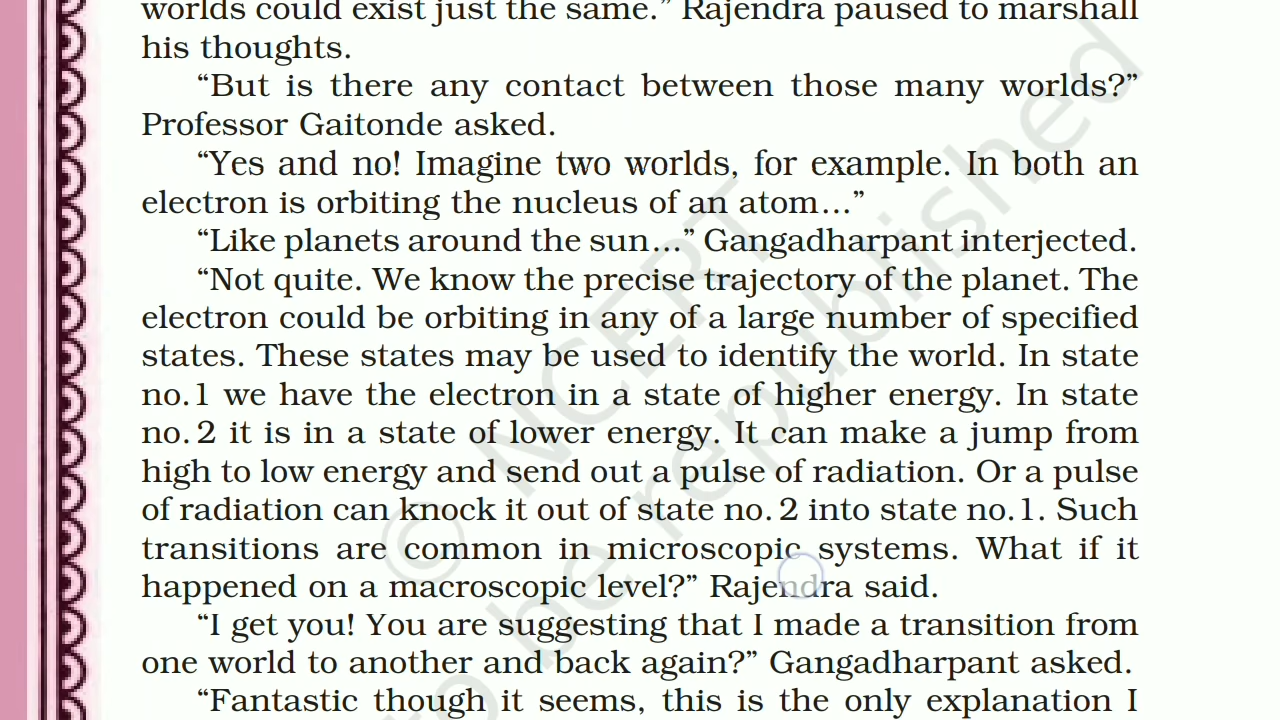 worlds could exist just the same.” Rajendra paused to marshall
his thoughts.
“But is there any contact between those many worlds?”
Professor Gaitonde asked.
“Yes and no! Imagine two worlds, for example. In both an
electron is orbiting the nucleus of an atom...”
“Like planets around the sun...” Gangadharpant interjected.
“Not quite. We know the precise trajectory of the planet. The
electron could be orbiting in any of a large number of specified
states. These states may be used to identify the world. In state
no.1 we have the electron in a state of higher energy. In state
no.2 it is in a state of lower energy. It can make a jump from
high to low energy and send out a pulse of radiation. Or a pulse
of radiation can knock it out of state no.2 into state no.1. Such
transitions are common in microscopic systems. What if it
happened on a macroscopic level?” Rajendra said.
“I get you! You are suggesting that I made a transition from
one world to another and back again?” Gangadharpant asked.
“Fantastic though it seems, this is the only explanation I
© NCERT
to be republished